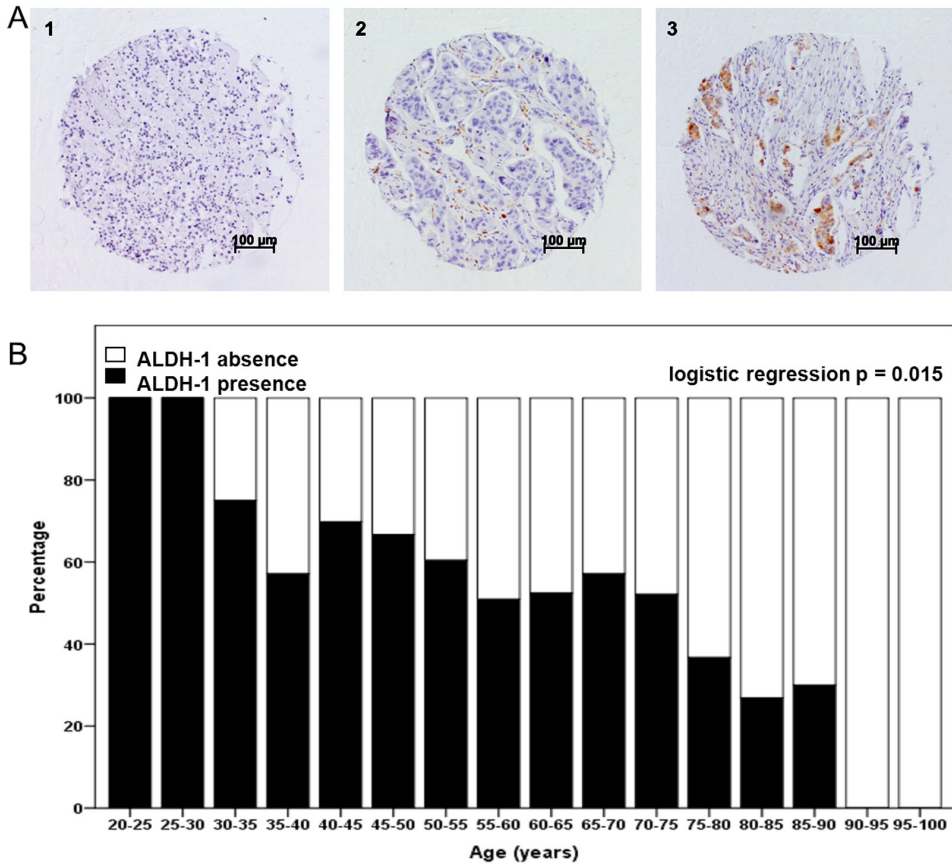 A
1
2
3
100 µm
100 µm
100 µm
B
ALDH-1 absence
ALDH-1 presence
logistic regression p = 0.015
Percentage
100
80
60
40
20
0
20-25 25-30 30-35 35-40 40-45 45-50 50-55 55-60 60-65 65-70 70-75 75-80 80-85 85-90 90-95 95-100
Age (years)